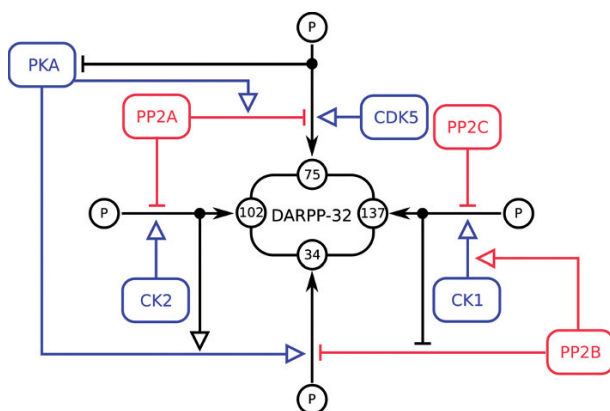 P
PKA
PP2A
CDK5
PP2C
75
P
102
DARPP-32
137
P
34
CK2
CK1
PP2B
P